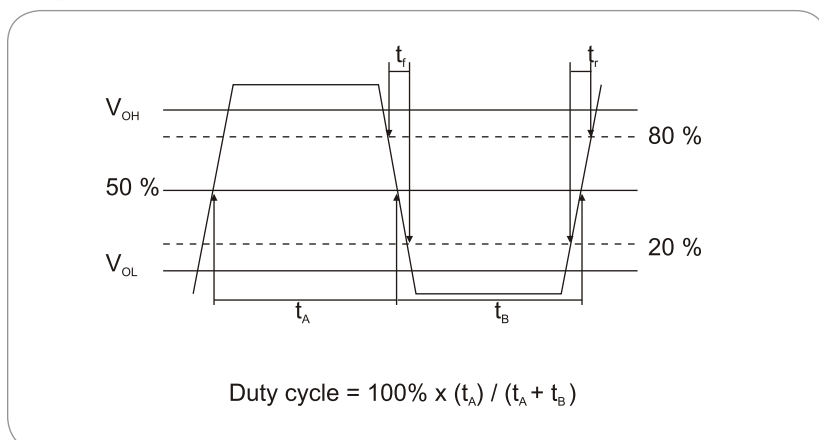 t_f t_r
V_OH
80 %
50 %
20 %
V_OL
t_A t_B
Duty cycle = 100% x (t_A) / (t_A + t_B)